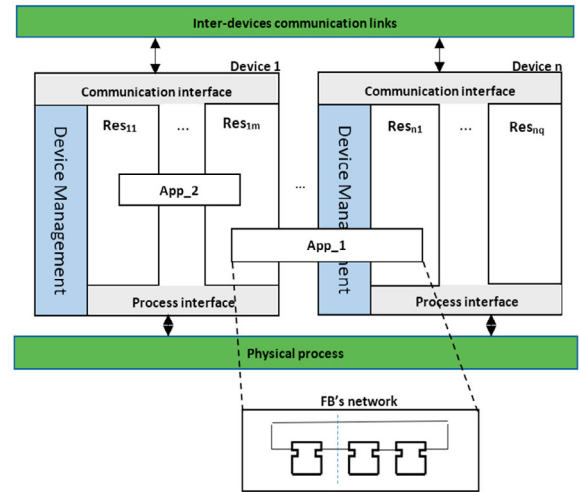 Inter-devices communication links
Device 1
Device n
Communication interface
Communication interface
Device Management
Res11
...
Res1m
...
Device Management
Resn1
...
Resnq
App_2
App_1
Process interface
Process interface
Physical process
FB's network